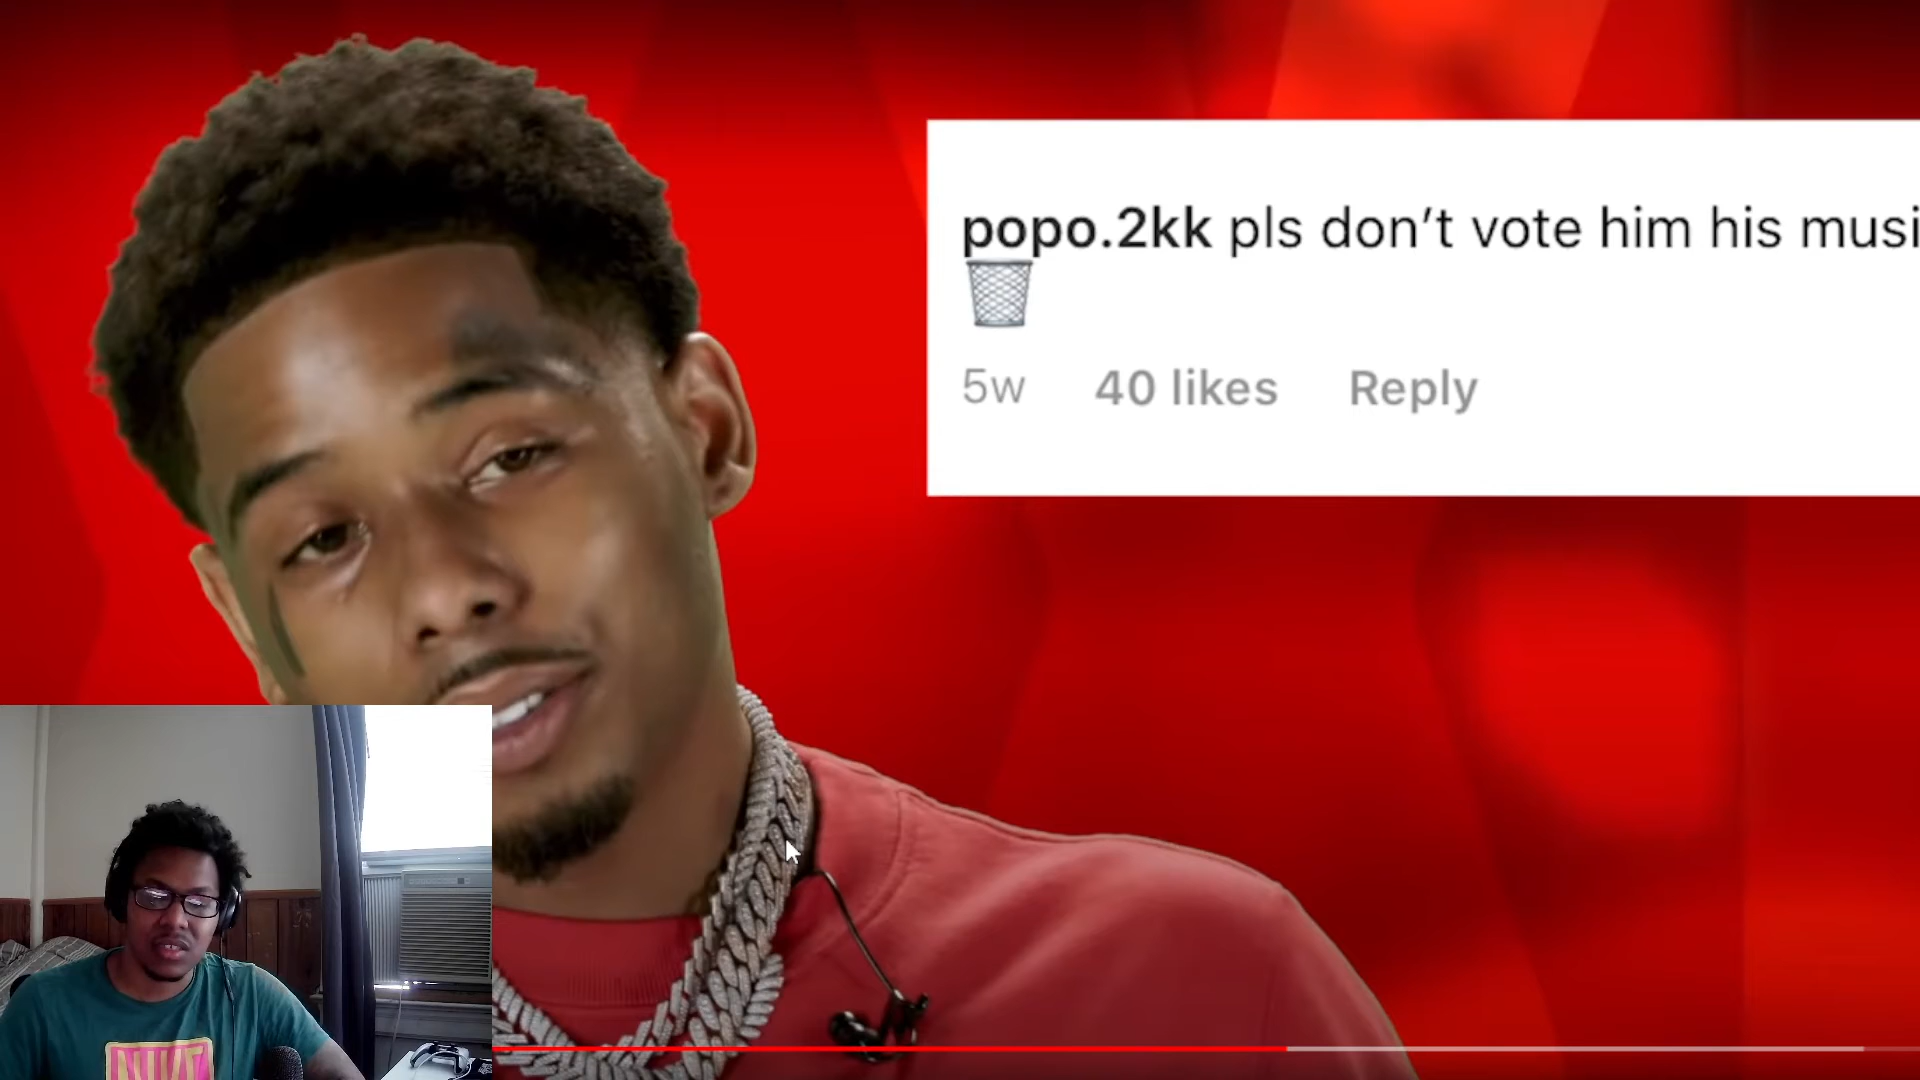 popo.2kk pls don’t vote him his musi
🗑
5w 40 likes Reply